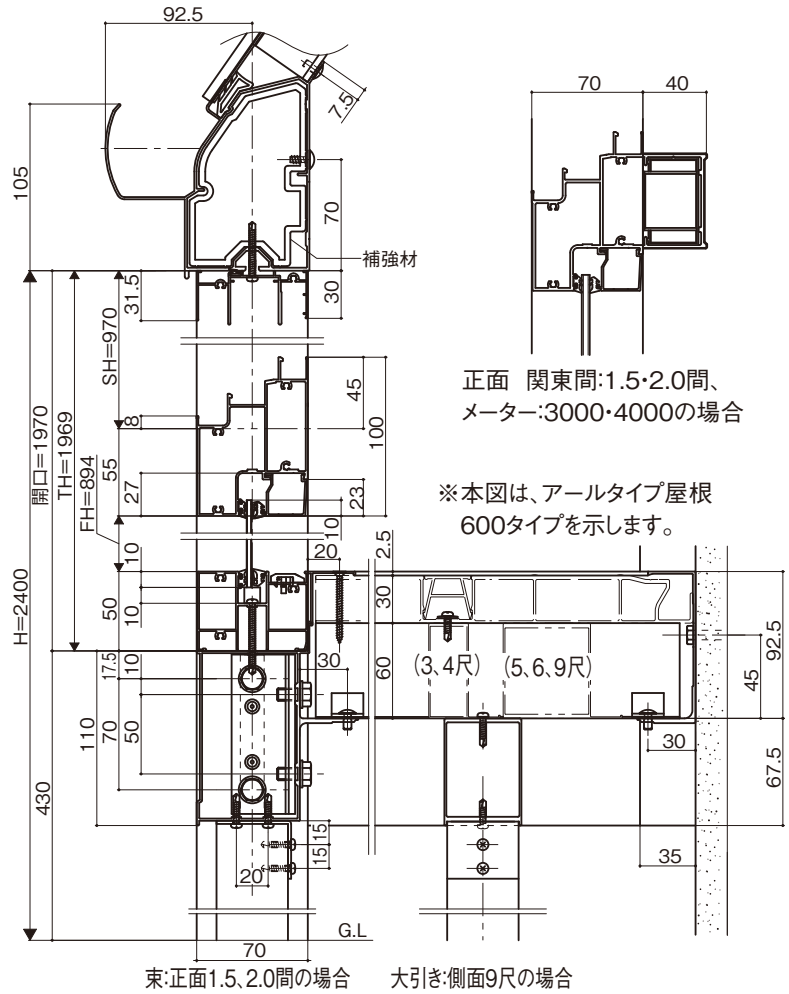 92.5
7.5
70
40
105
70
補強材
31.5
30
SH=970
正面 関東間:1.5・2.0間、
メーター:3000・4000の場合
45
8
100
開口=1970
TH=1969
55
27
23
FH=894
10
※本図は、アールタイプ屋根
600タイプを示します。
20
2.5
10
30
H=2400
50
10
(3、4尺)
(5、6、9尺)
92.5
17.5
10
30
60
45
110
70
50
30
67.5
430
15
15
35
20
G.L
70
束:正面1.5、2.0間の場合
大引き:側面9尺の場合